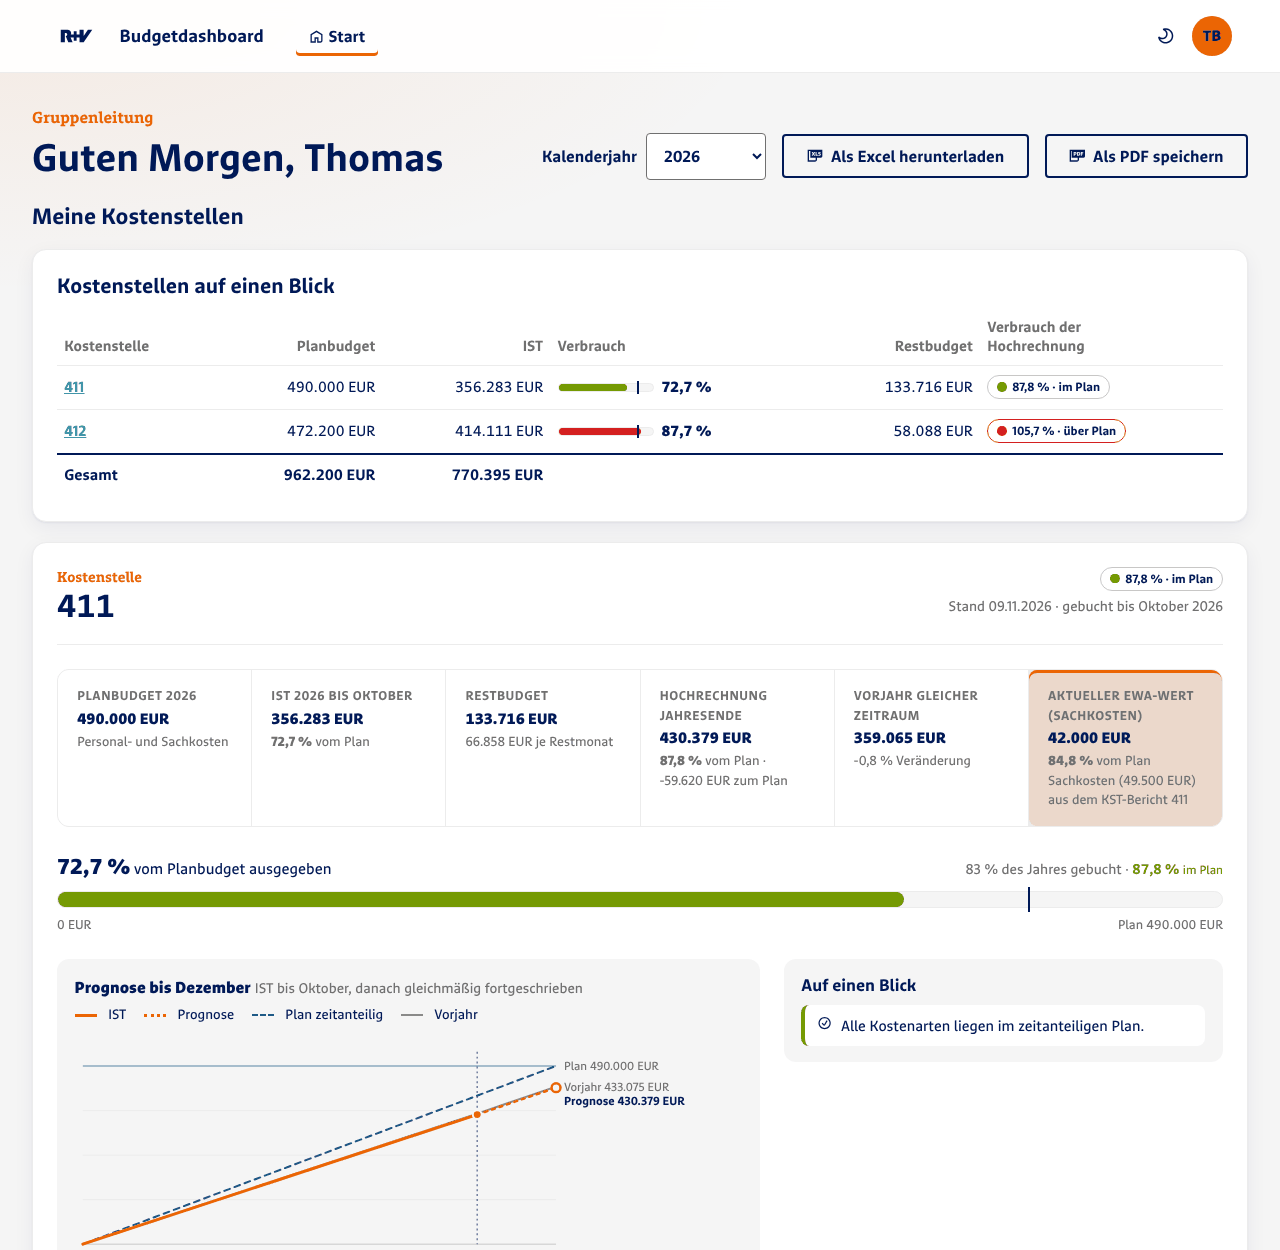 R+V Budgetdashboard Start TB
Gruppenleitung
Guten Morgen, Thomas
Kalenderjahr 2026 Als Excel herunterladen Als PDF speichern
Meine Kostenstellen
Kostenstellen auf einen Blick
Kostenstelle Planbudget IST Verbrauch Restbudget Verbrauch der Hochrechnung
411 490.000 EUR 356.283 EUR 72,7 % 133.716 EUR 87,8 % · im Plan
412 472.200 EUR 414.111 EUR 87,7 % 58.088 EUR 105,7 % · über Plan
Gesamt 962.200 EUR 770.395 EUR
Kostenstelle
411
87,8 % · im Plan
Stand 09.11.2026 · gebucht bis Oktober 2026
PLANBUDGET 2026
490.000 EUR
Personal- und Sachkosten
IST 2026 BIS OKTOBER
356.283 EUR
72,7 % vom Plan
RESTBUDGET
133.716 EUR
66.858 EUR je Restmonat
HOCHRECHNUNG
JAHRESENDE
430.379 EUR
87,8 % vom Plan ·
-59.620 EUR zum Plan
VORJAHR GLEICHER
ZEITRAUM
359.065 EUR
-0,8 % Veränderung
AKTUELLER EWA-WERT
(SACHKOSTEN)
42.000 EUR
84,8 % vom Plan
Sachkosten (49.500 EUR)
aus dem KST-Bericht 411
72,7 % vom Planbudget ausgegeben
83 % des Jahres gebucht · 87,8 % im Plan
0 EUR
Plan 490.000 EUR
Prognose bis Dezember IST bis Oktober, danach gleichmäßig fortgeschrieben
IST Prognose Plan zeitanteilig Vorjahr
Plan 490.000 EUR
Vorjahr 433.075 EUR
Prognose 430.379 EUR
Auf einen Blick
Alle Kostenarten liegen im zeitanteiligen Plan.